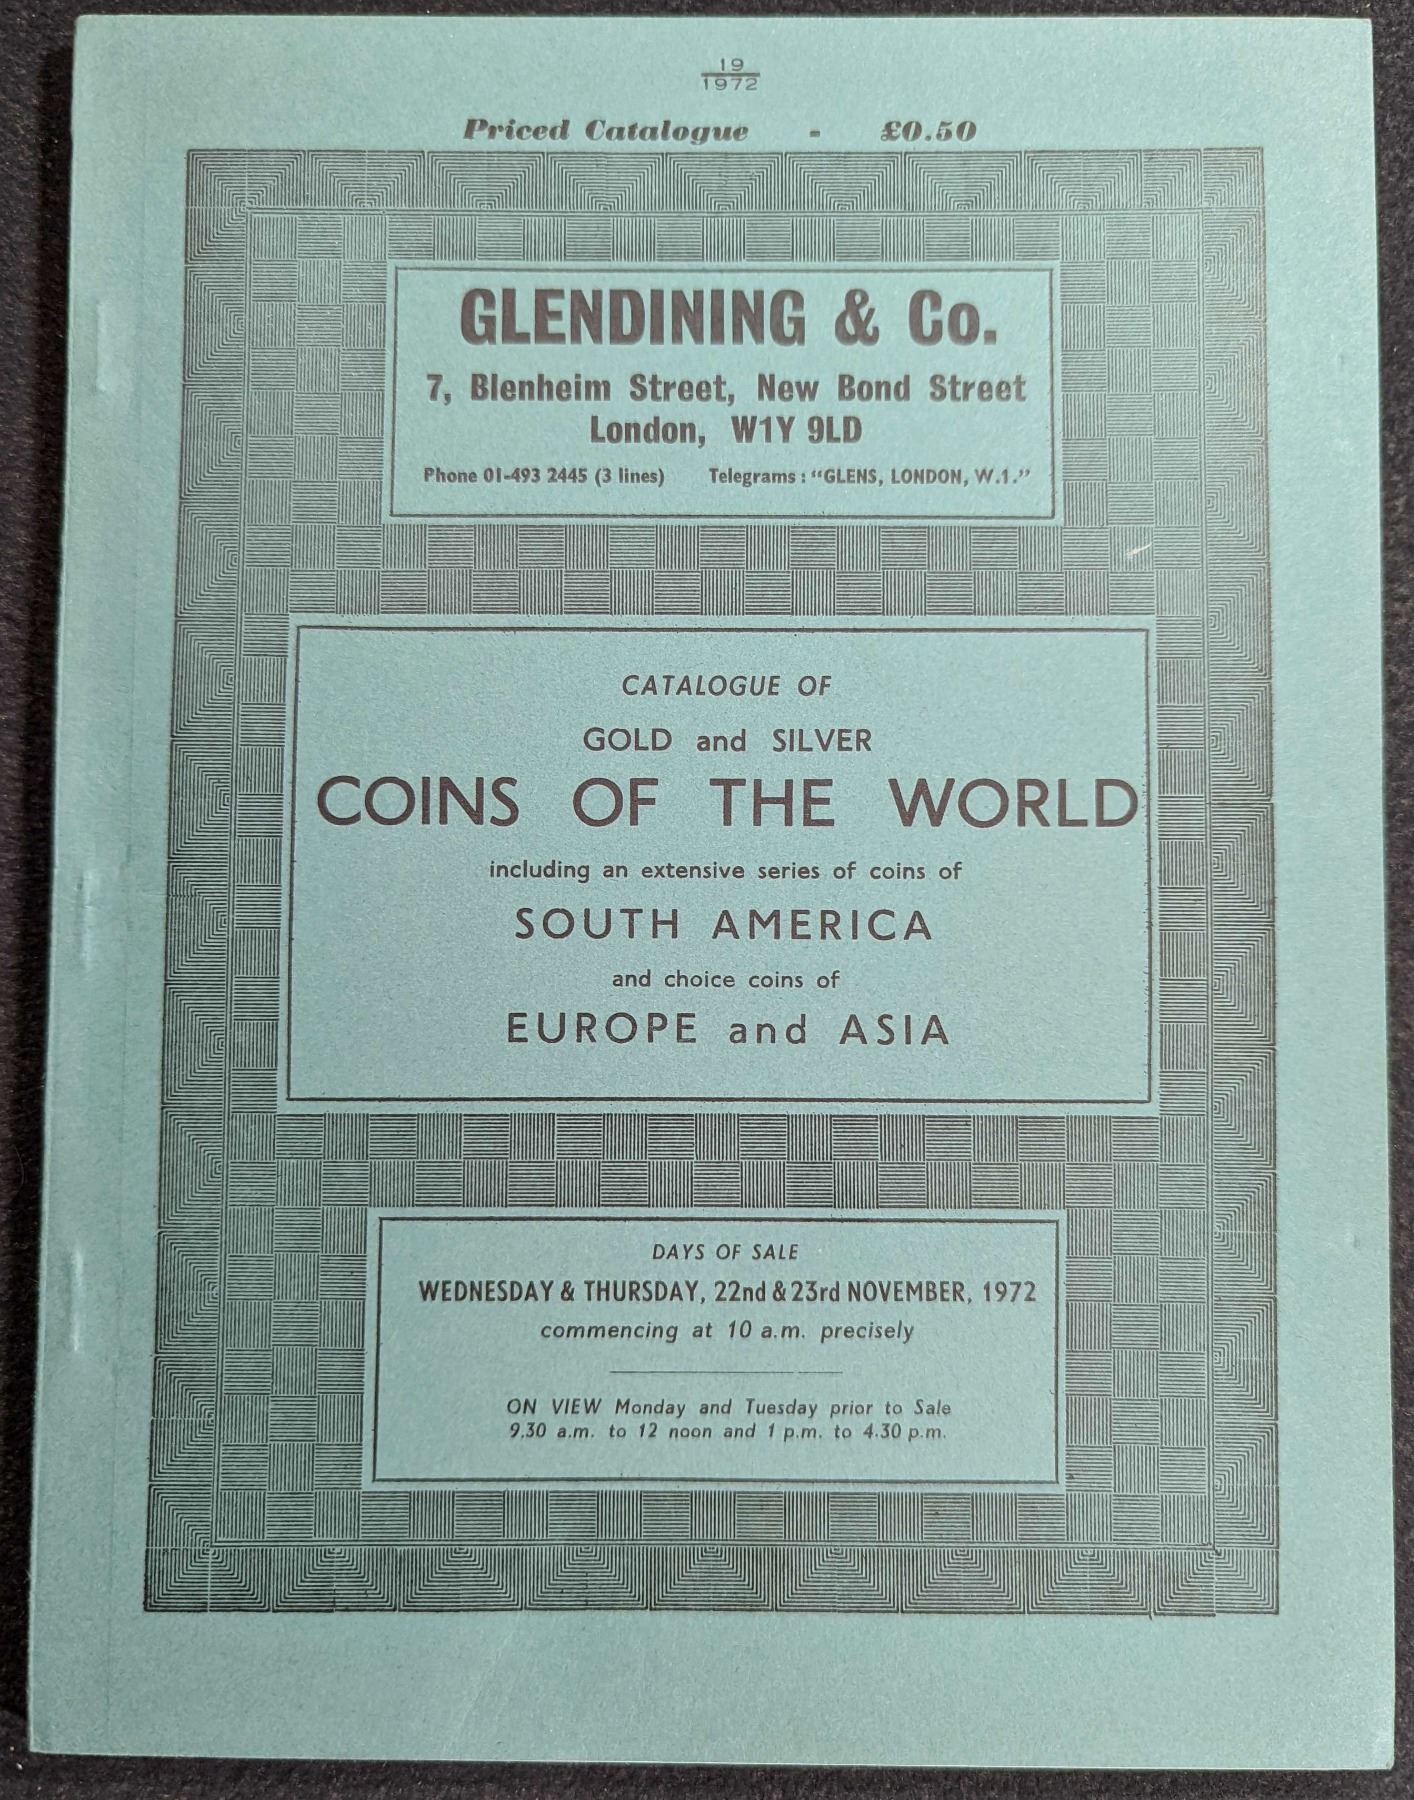 19
1972
Priced Catalogue - £0.50
GLENDINING & Co.
7, Blenheim Street, New Bond Street
London, W1Y 9LD
Phone 01-493 2445 (3 lines) Telegrams : “GLENS, LONDON, W.1.”
CATALOGUE OF
GOLD and SILVER
COINS OF THE WORLD
including an extensive series of coins of
SOUTH AMERICA
and choice coins of
EUROPE and ASIA
DAYS OF SALE
WEDNESDAY & THURSDAY, 22nd & 23rd NOVEMBER, 1972
commencing at 10 a.m. precisely
ON VIEW Monday and Tuesday prior to Sale
9.30 a.m. to 12 noon and 1 p.m. to 4.30 p.m.